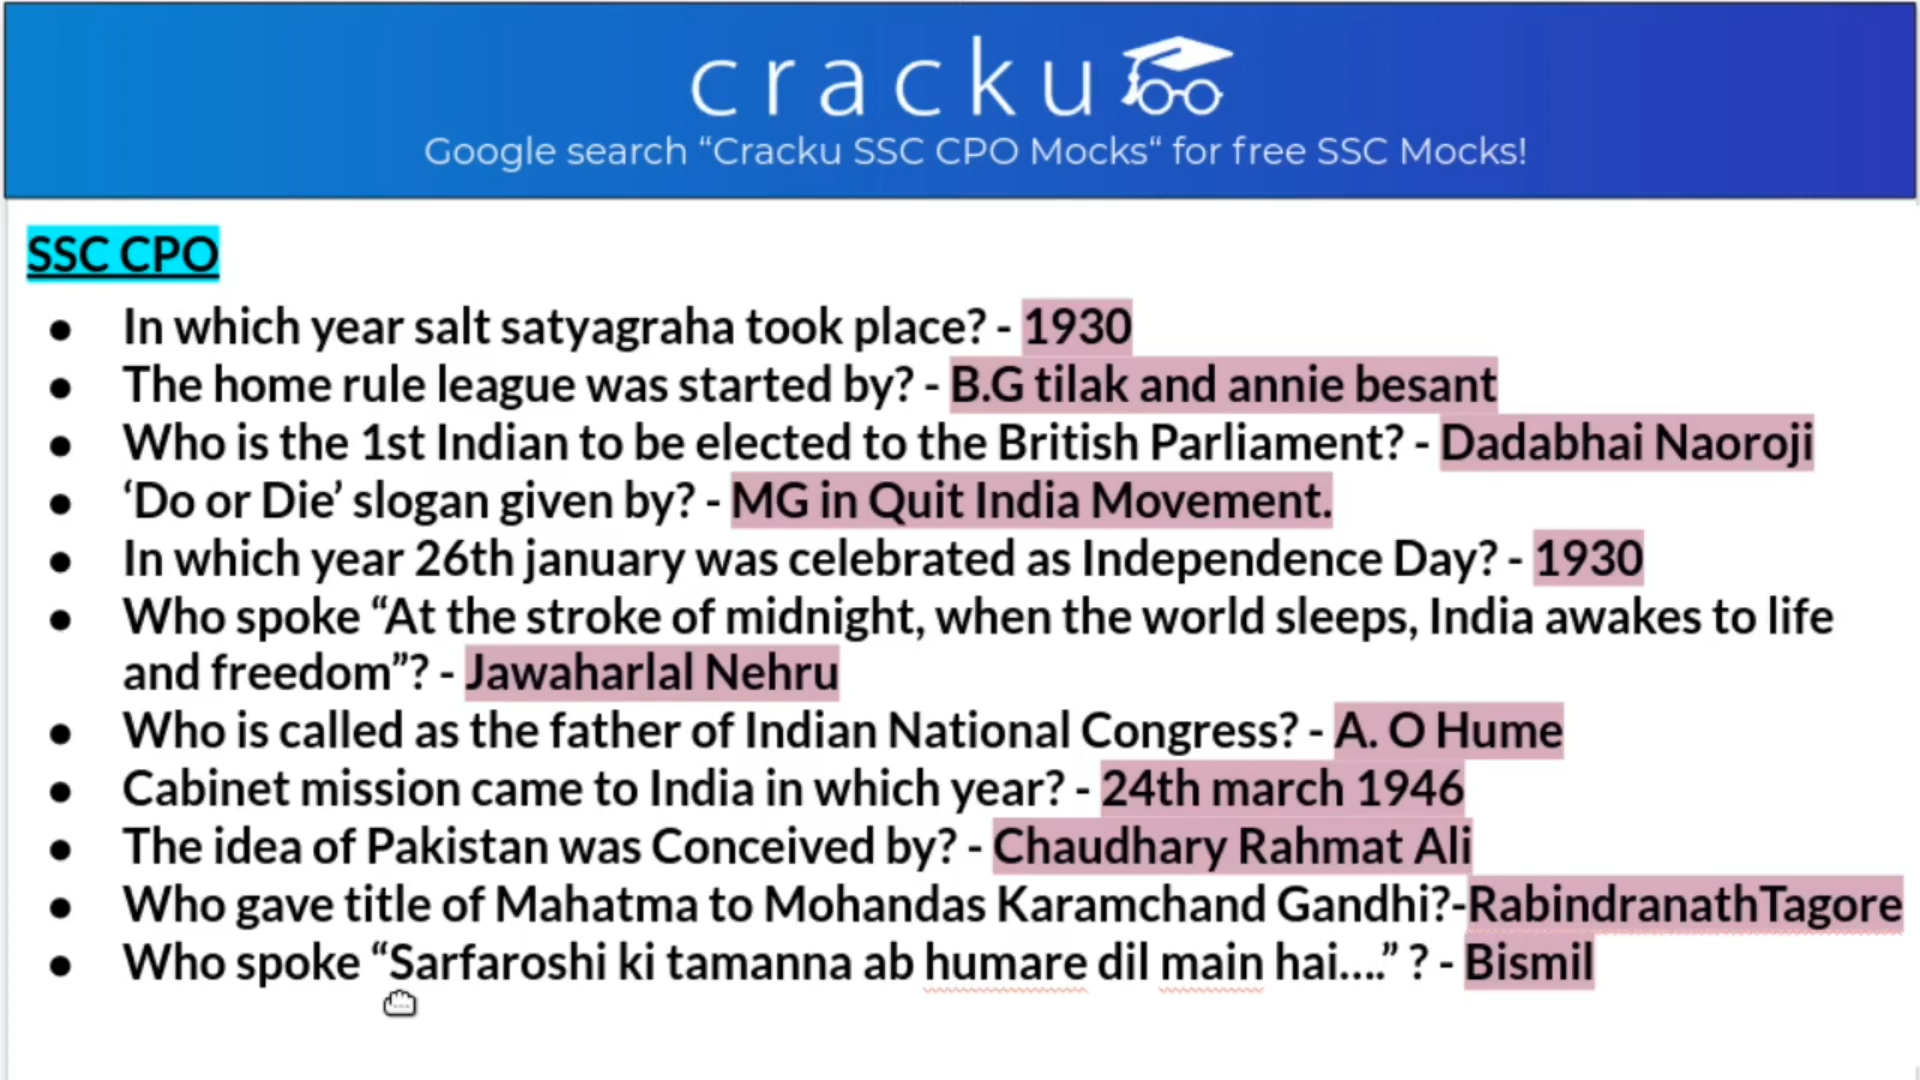 cracku
Google search “Cracku SSC CPO Mocks“ for free SSC Mocks!
SSC CPO
● In which year salt satyagraha took place? - 1930
● The home rule league was started by? - B.G tilak and annie besant
● Who is the 1st Indian to be elected to the British Parliament? - Dadabhai Naoroji
● ‘Do or Die’ slogan given by? - MG in Quit India Movement.
● In which year 26th january was celebrated as Independence Day? - 1930
● Who spoke “At the stroke of midnight, when the world sleeps, India awakes to life
and freedom”? - Jawaharlal Nehru
● Who is called as the father of Indian National Congress? - A. O Hume
● Cabinet mission came to India in which year? - 24th march 1946
● The idea of Pakistan was Conceived by? - Chaudhary Rahmat Ali
● Who gave title of Mahatma to Mohandas Karamchand Gandhi?-RabindranathTagore
● Who spoke “Sarfaroshi ki tamanna ab humare dil main hai....” ? - Bismil